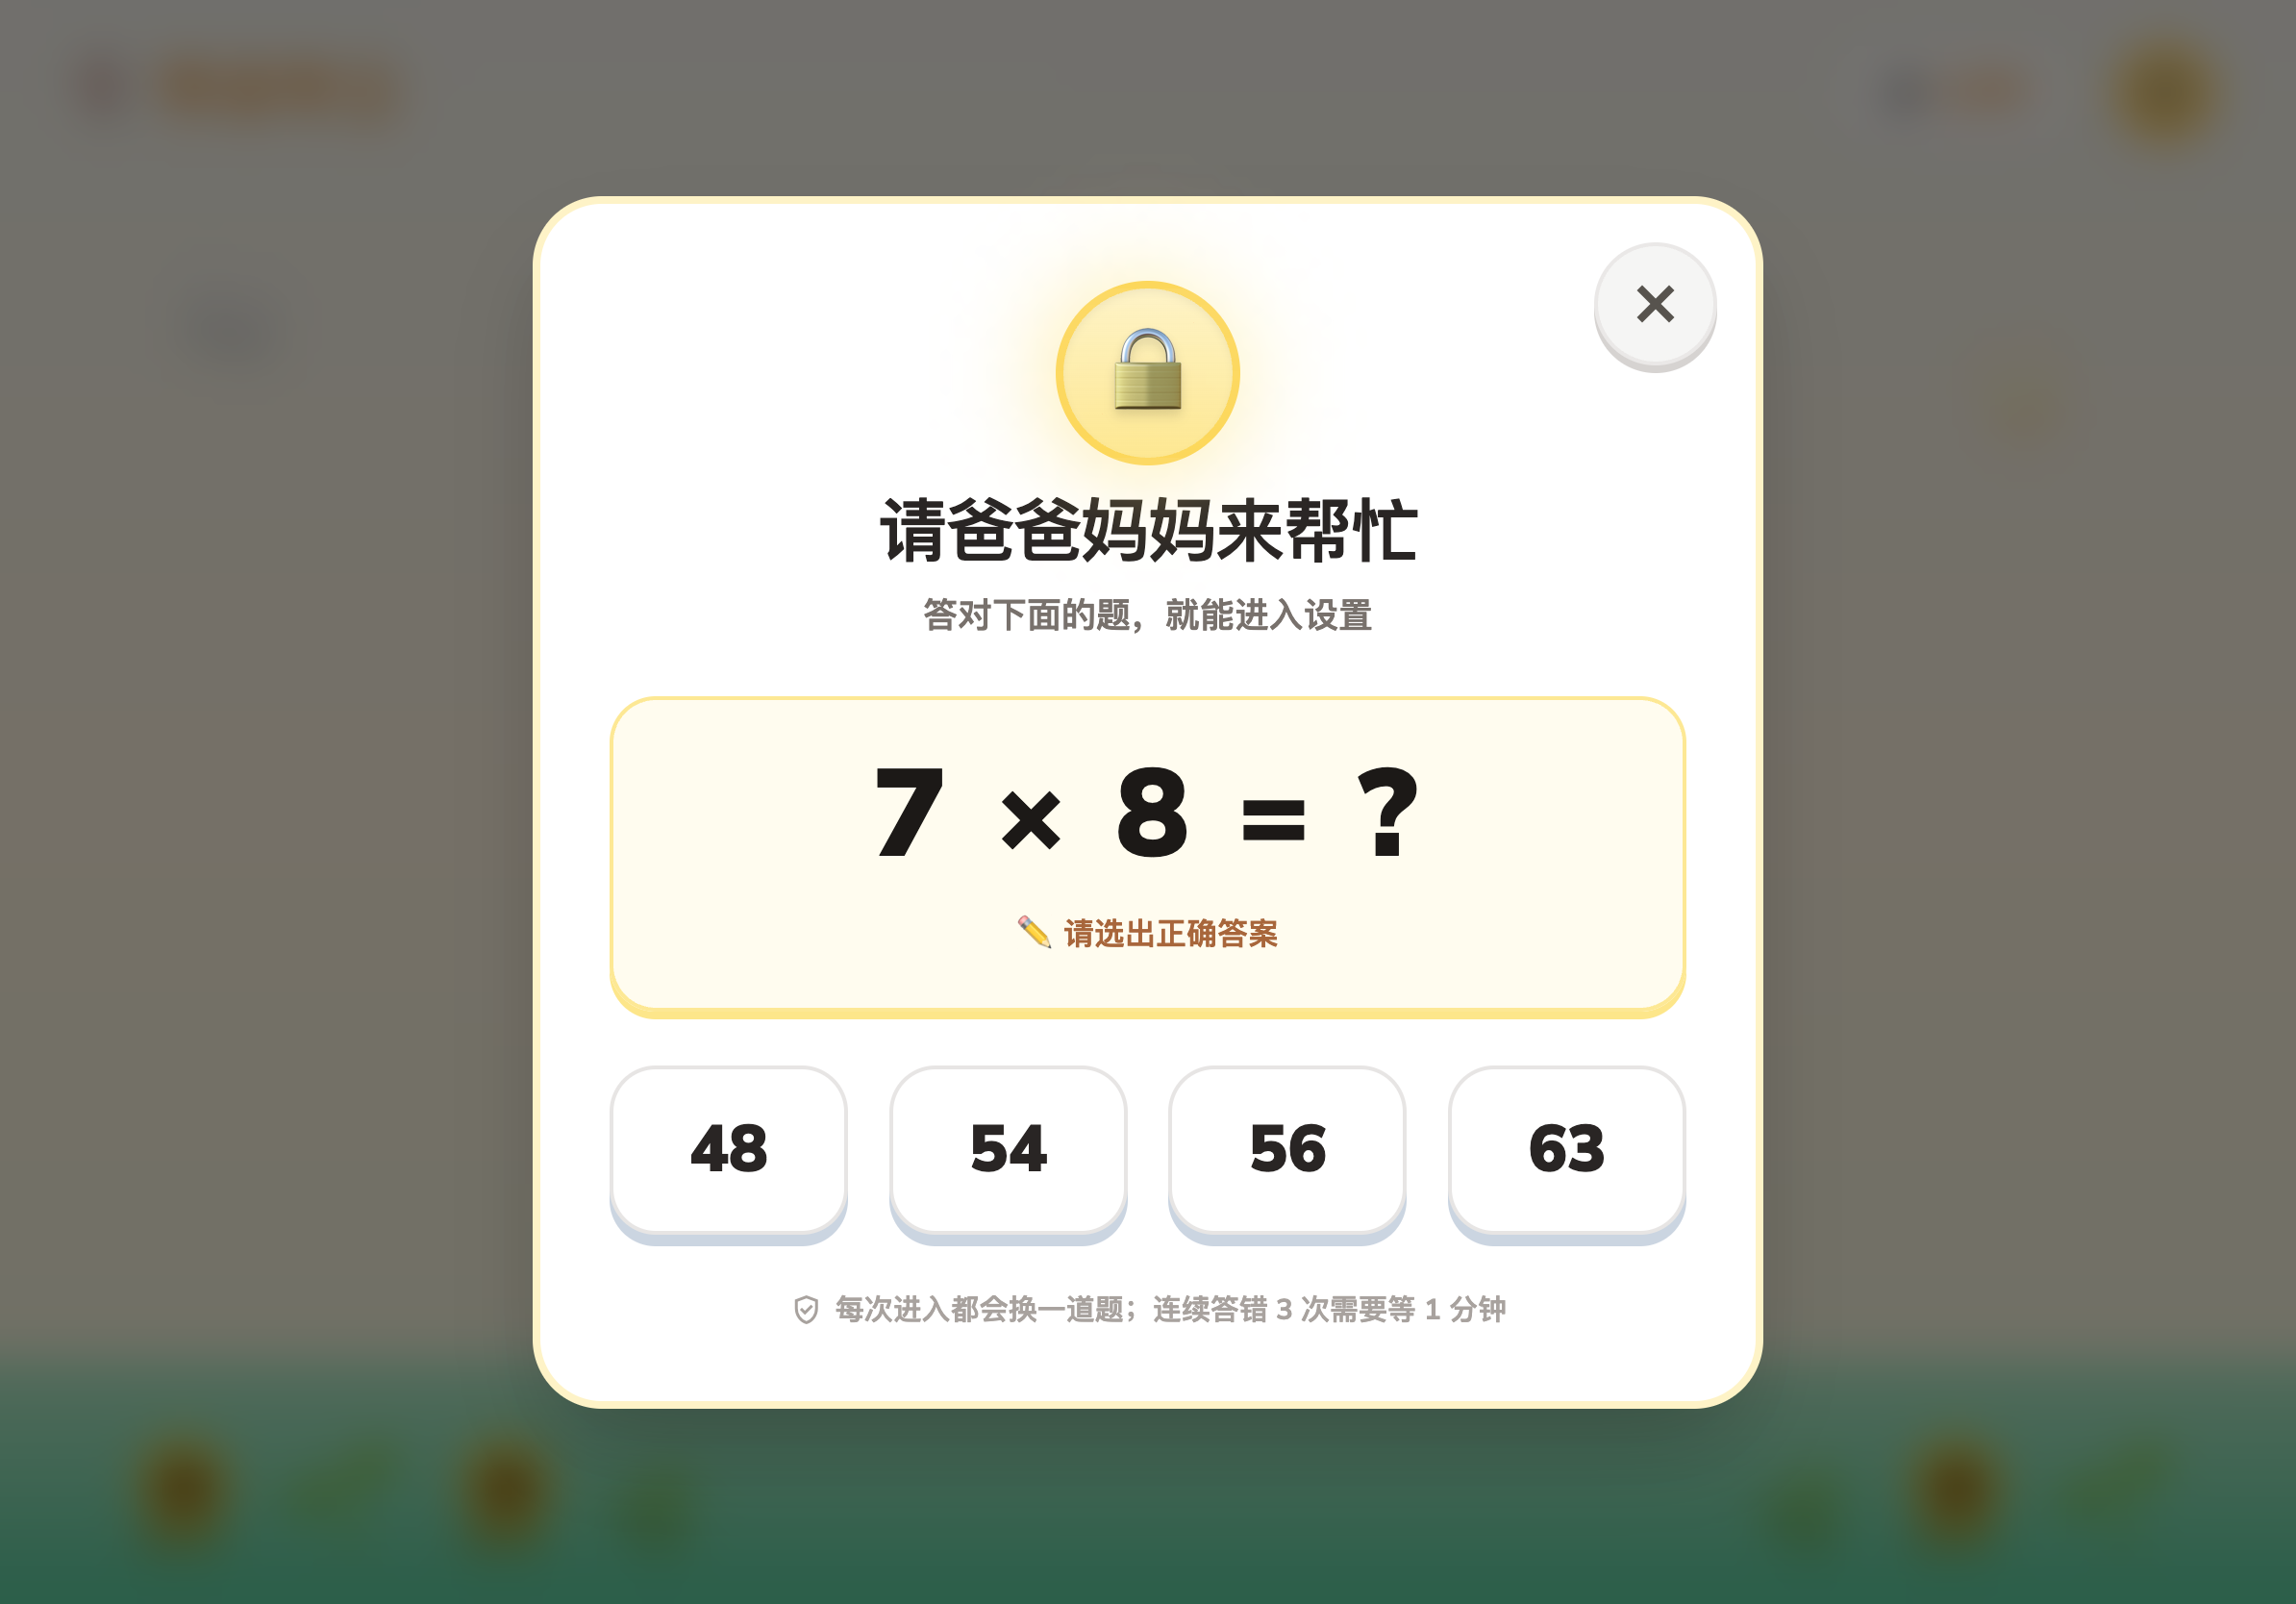 请爸爸妈妈来帮忙
答对下面的题，就能进入设置
7 × 8 = ?
✏️ 请选出正确答案
48 54 56 63
每次进入都会换一道题；连续答错 3 次需要等 1 分钟